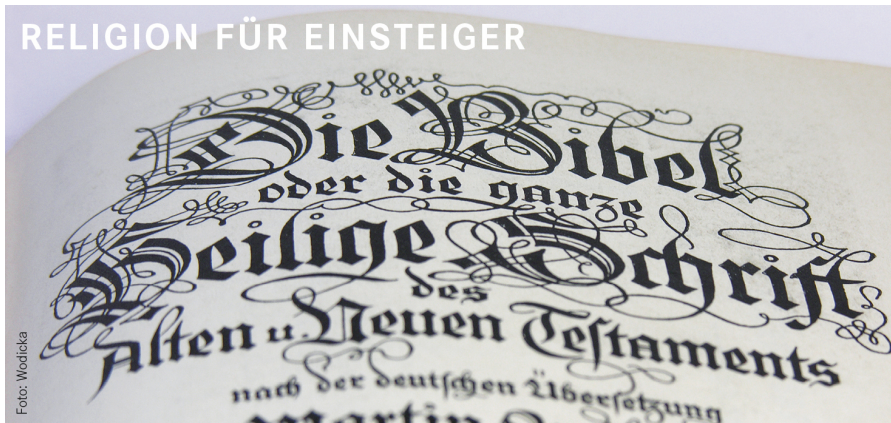 RELIGION FÜR EINSTEIGER
Die Bibel
oder die ganze
Heilige Schrift
des
Alten u. Neuen Testaments
nach der deutschen Übersetzung
Martin
Foto: Wodicka